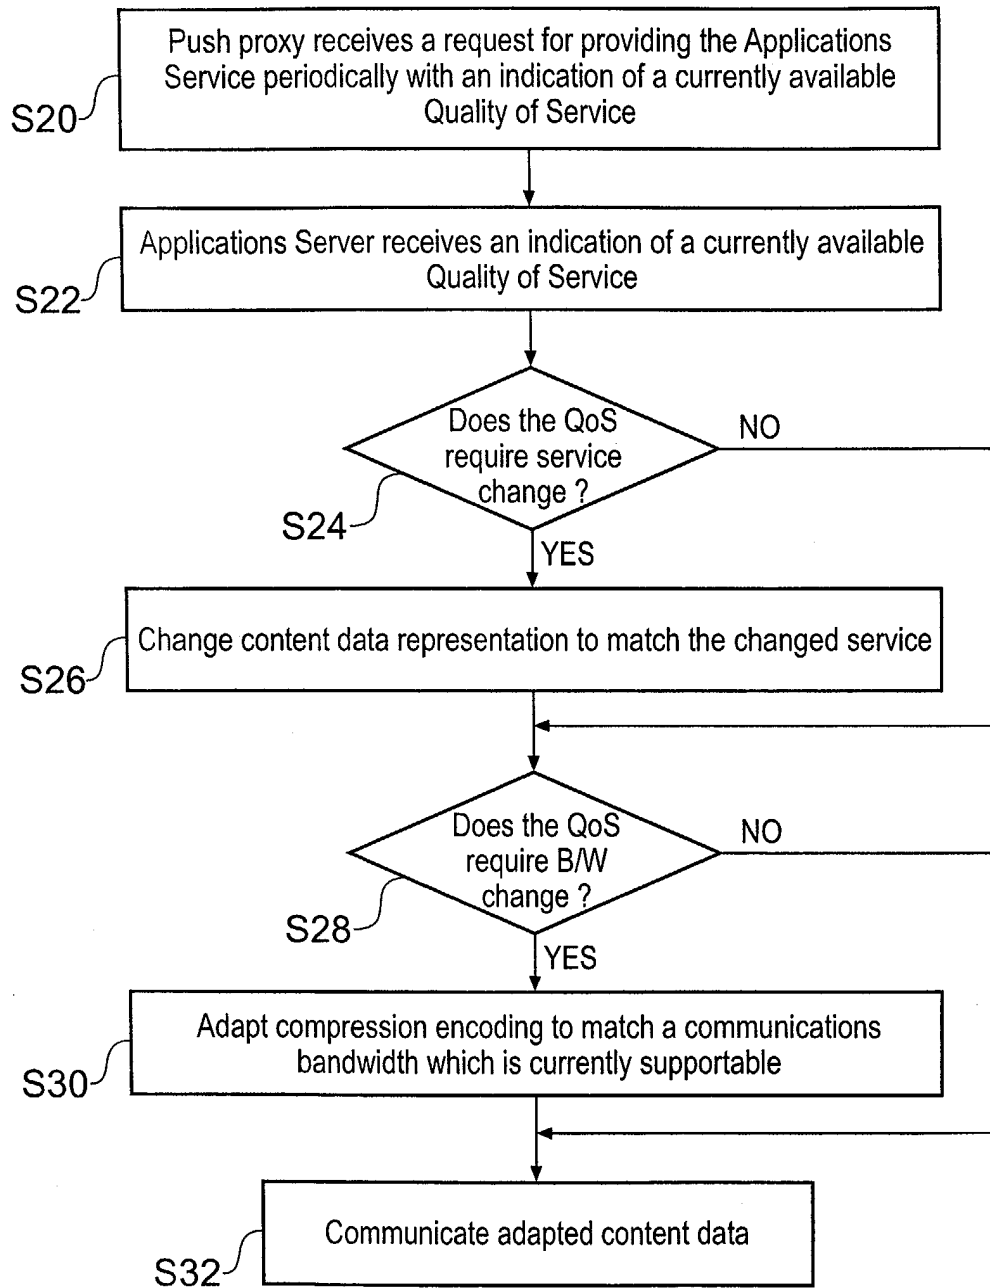 Push proxy receives a request for providing the Applications
Service periodically with an indication of a currently available
Quality of Service
S20
Applications Server receives an indication of a currently available
Quality of Service
S22
Does the QoS
require service
change ?
NO
S24
YES
Change content data representation to match the changed service
S26
Does the QoS
require B/W
change ?
NO
S28
YES
Adapt compression encoding to match a communications
bandwidth which is currently supportable
S30
Communicate adapted content data
S32